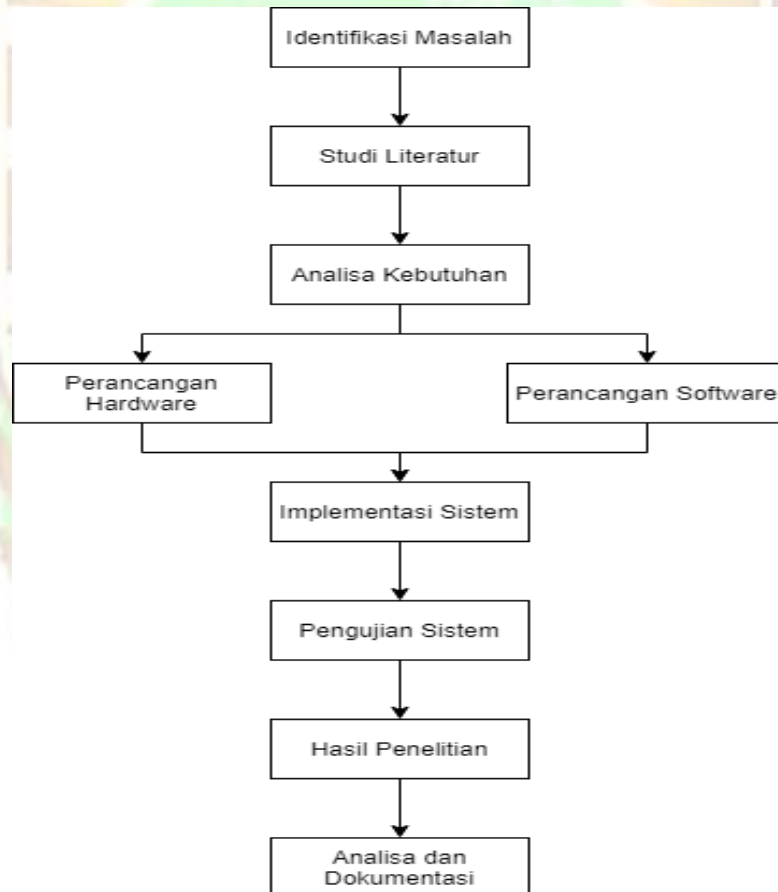 Identifikasi Masalah
Studi Literatur
Analisa Kebutuhan
Perancangan
Hardware
Perancangan Software
Implementasi Sistem
Pengujian Sistem
Hasil Penelitian
Analisa dan
Dokumentasi